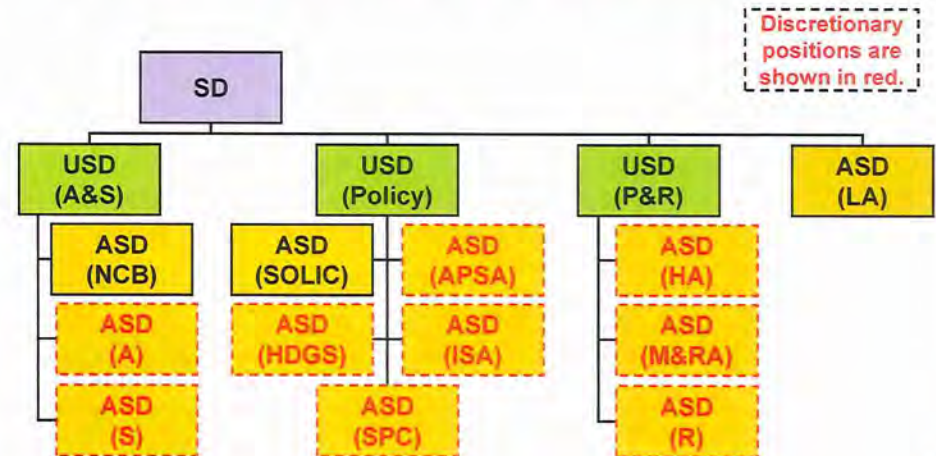 Discretionary
positions are
shown in red.
SD
USD
(A&S)
USD
(Policy)
USD
(P&R)
ASD
(LA)
ASD
(NCB)
ASD
(SOLIC)
ASD
(APSA)
ASD
(HA)
ASD
(A)
ASD
(HDGS)
ASD
(ISA)
ASD
(M&RA)
ASD
(S)
ASD
(SPC)
ASD
(R)